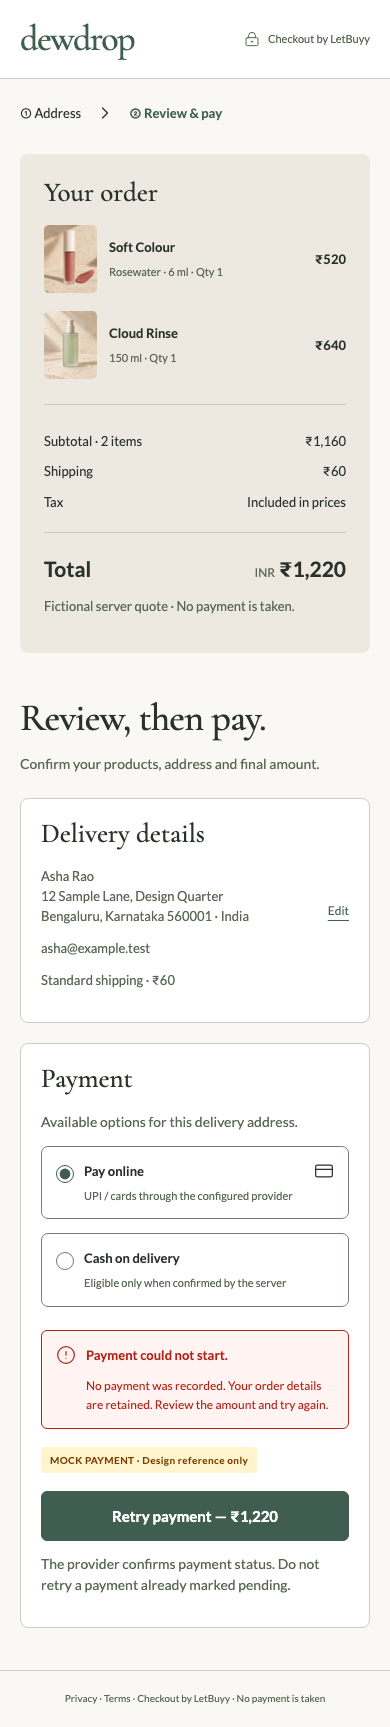 dewdrop
Checkout by LetBuyy
1 Address
2 Review & pay
Your order
Soft Colour
Rosewater · 6 ml · Qty 1
₹520
Cloud Rinse
150 ml · Qty 1
₹640
Subtotal · 2 items ₹1,160
Shipping ₹60
Tax Included in prices
Total INR ₹1,220
Fictional server quote · No payment is taken.
Review, then pay.
Confirm your products, address and final amount.
Delivery details
Asha Rao
12 Sample Lane, Design Quarter
Bengaluru, Karnataka 560001 · India
Edit
asha@example.test
Standard shipping · ₹60
Payment
Available options for this delivery address.
Pay online
UPI / cards through the configured provider
Cash on delivery
Eligible only when confirmed by the server
Payment could not start.
No payment was recorded. Your order details
are retained. Review the amount and try again.
MOCK PAYMENT · Design reference only
Retry payment — ₹1,220
The provider confirms payment status. Do not
retry a payment already marked pending.
Privacy · Terms · Checkout by LetBuyy · No payment is taken